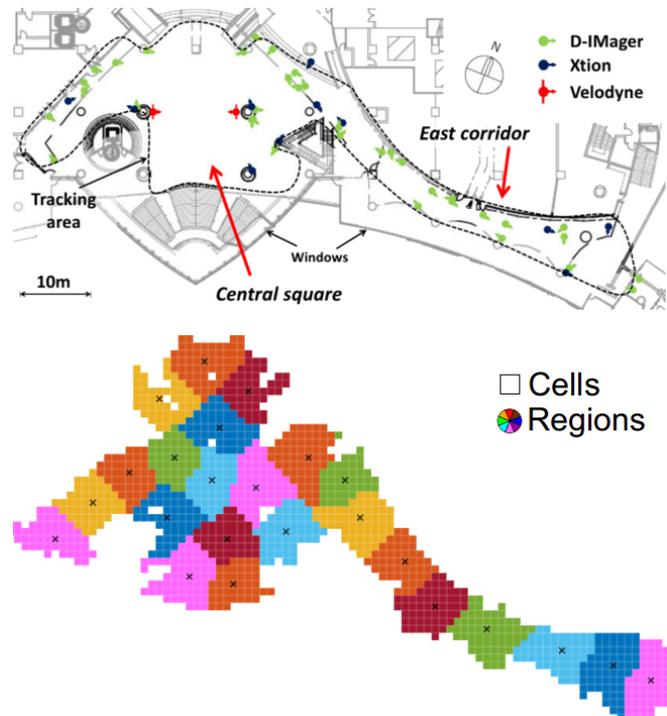 N
D-IMager
Xtion
Velodyne
East corridor
Tracking
area
Windows
10m
Central square
Cells
Regions